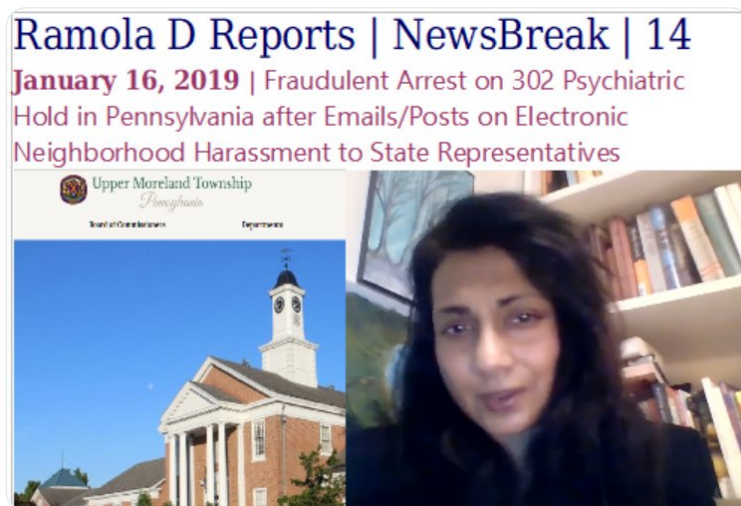 Ramola D Reports | NewsBreak | 14
January 16, 2019 | Fraudulent Arrest on 302 Psychiatric
Hold in Pennsylvania after Emails/Posts on Electronic
Neighborhood Harassment to State Representatives
Upper Moreland Township
Pennsylvania
Board of Commissioners Departments